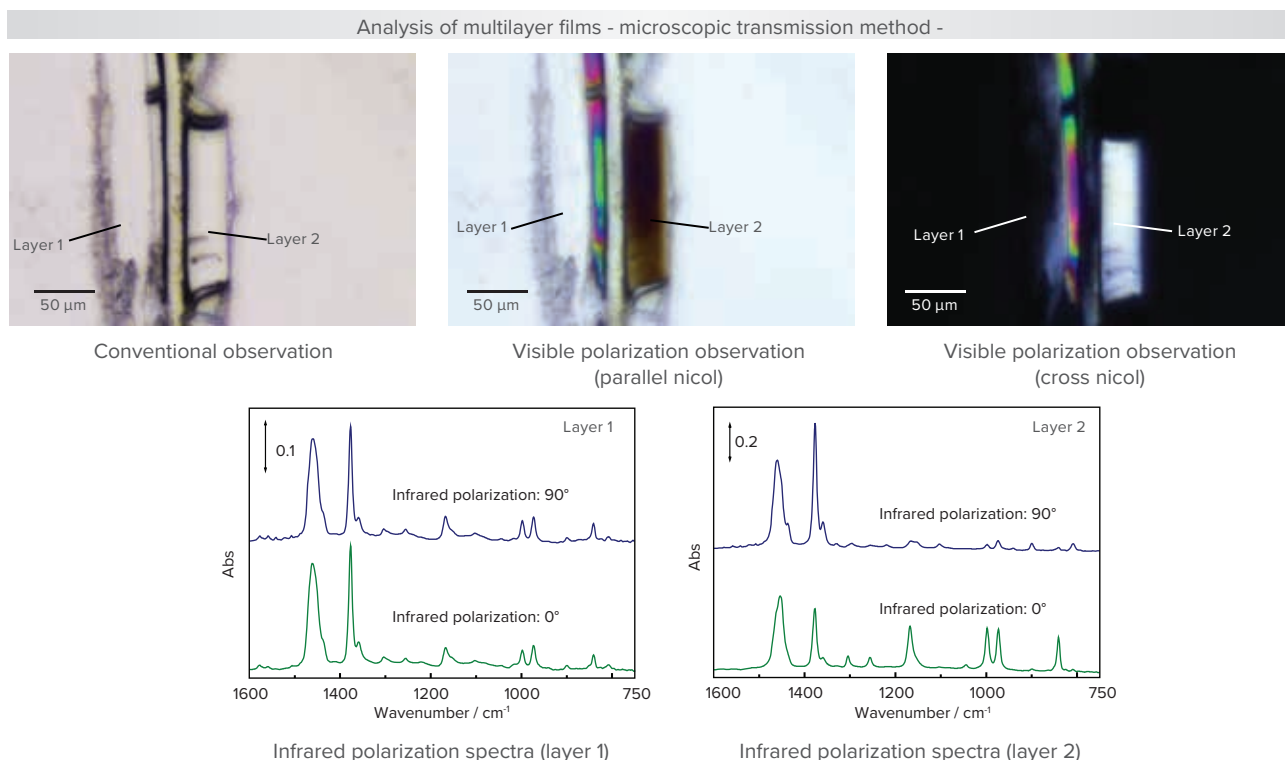 Analysis of multilayer films - microscopic transmission method -
Layer 1
Layer 2
50 µm
Layer 1
Layer 2
50 µm
Layer 1
Layer 2
50 µm
Conventional observation
Visible polarization observation
(parallel nicol)
Visible polarization observation
(cross nicol)
Layer 1
0.1
Infrared polarization: 90°
Infrared polarization: 0°
Abs
1600
1400
1200
1000
750
Wavenumber / cm⁻¹
Infrared polarization spectra (layer 1)
Layer 2
0.2
Infrared polarization: 90°
Infrared polarization: 0°
Abs
1600
1400
1200
1000
750
Wavenumber / cm⁻¹
Infrared polarization spectra (layer 2)